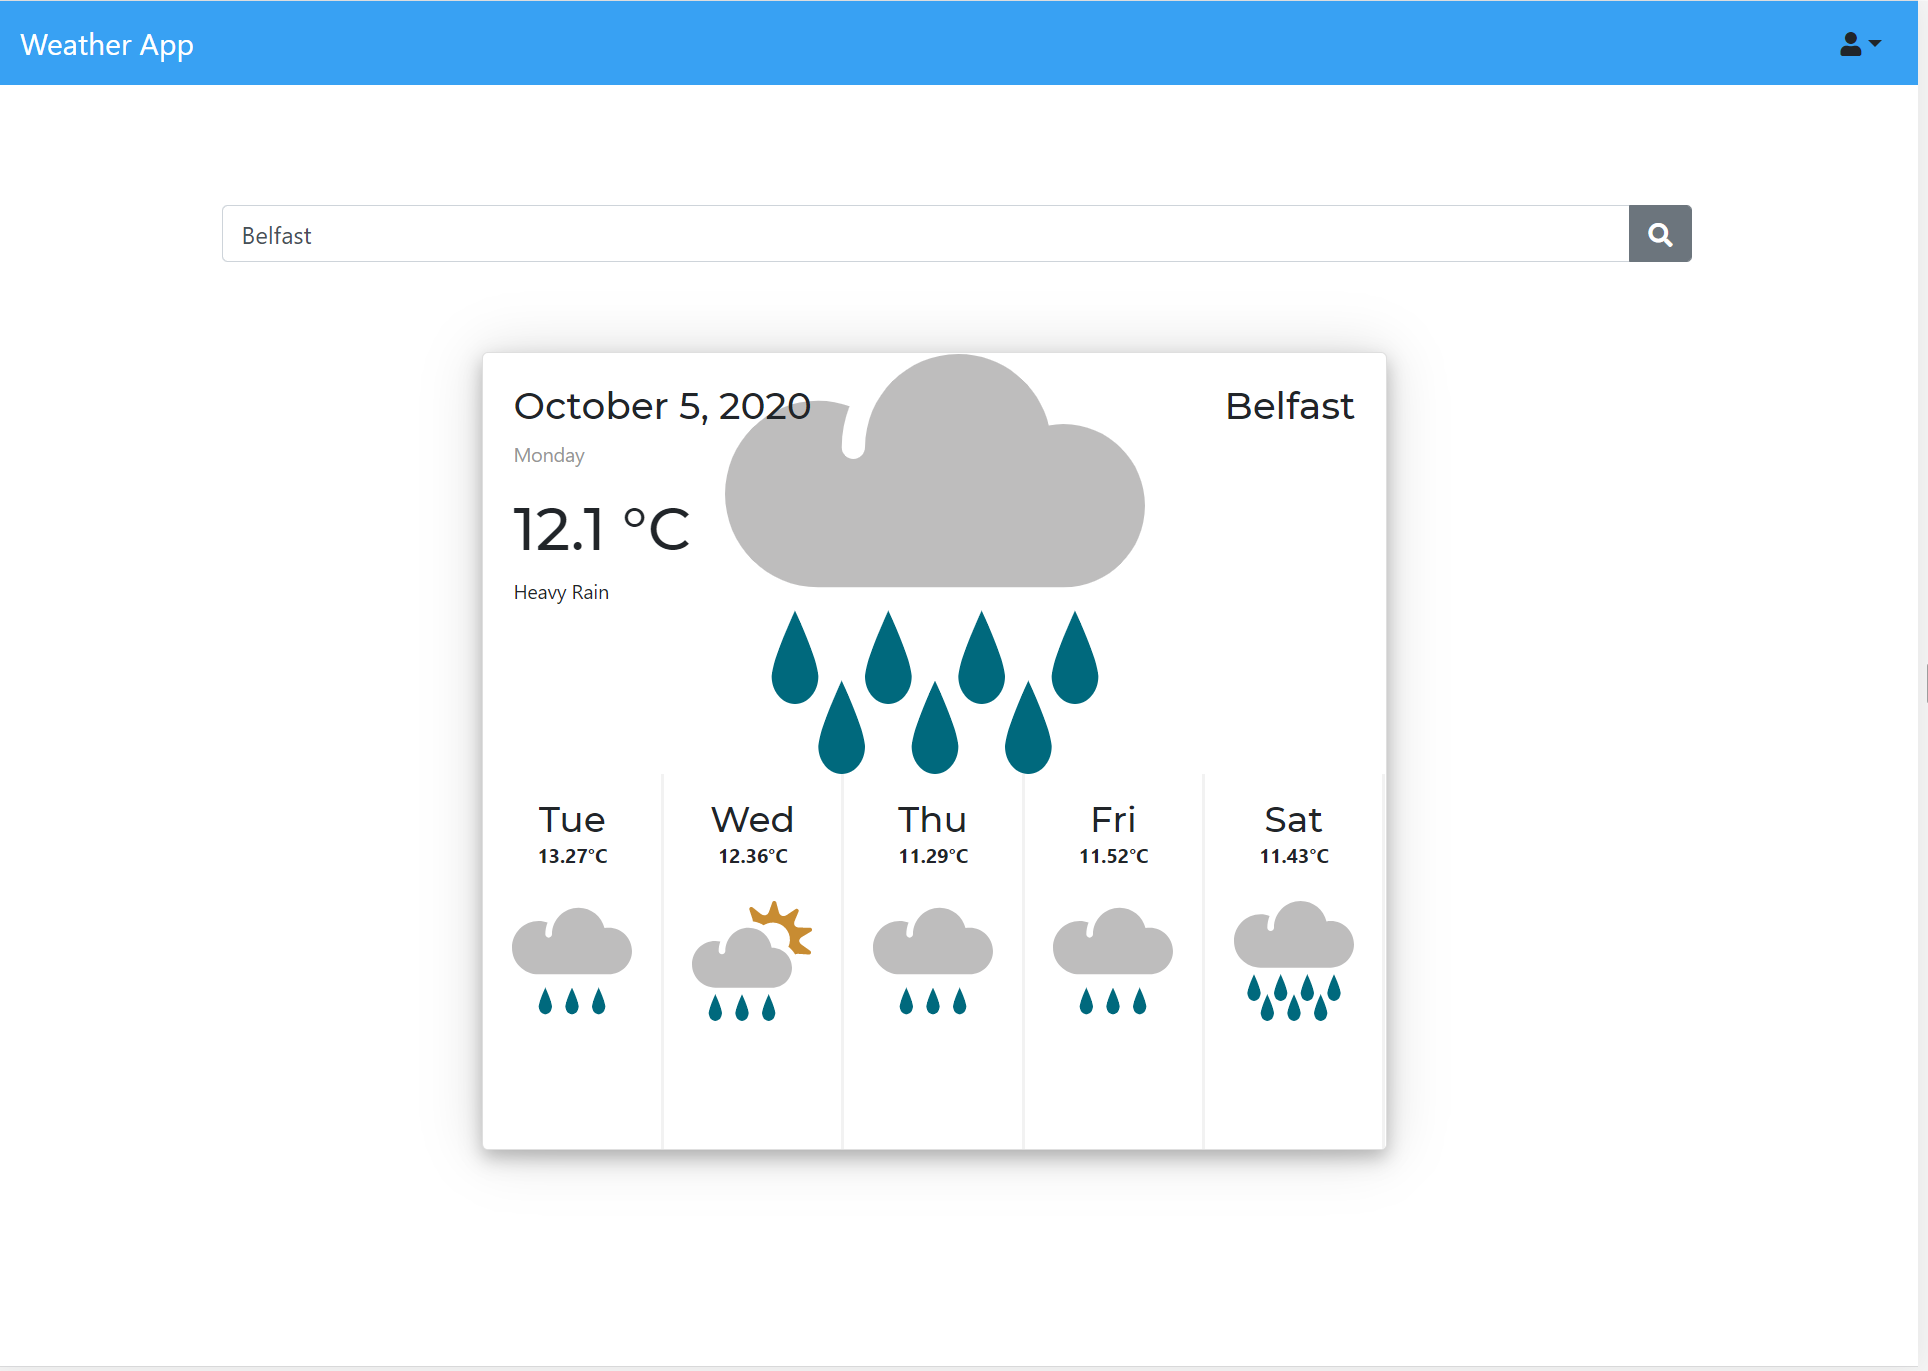 Weather App
Belfast
October 5, 2020
Belfast
Monday
12.1 °C
Heavy Rain
Tue
13.27°C
Wed
12.36°C
Thu
11.29°C
Fri
11.52°C
Sat
11.43°C